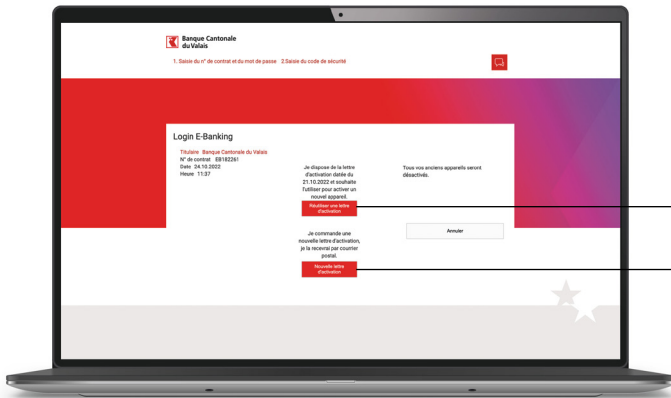 Banque Cantonale
du Valais
1. Saisie du n° de contrat et du mot de passe 2.Saisie du code de sécurité
Login E-Banking
Titulaire Banque Cantonale du Valais
N° de contrat EB182261
Date 24.10.2022
Heure 11:37
Je dispose de la lettre
d'activation datée du
21.10.2022 et souhaite
l'utiliser pour activer un
nouvel appareil.
Réutiliser une lettre
d'activation
Tous vos anciens appareils seront
désactivés.
Je commande une
nouvelle lettre d'activation,
je la recevrai par courrier
postal.
Nouvelle lettre
d'activation
Annuler